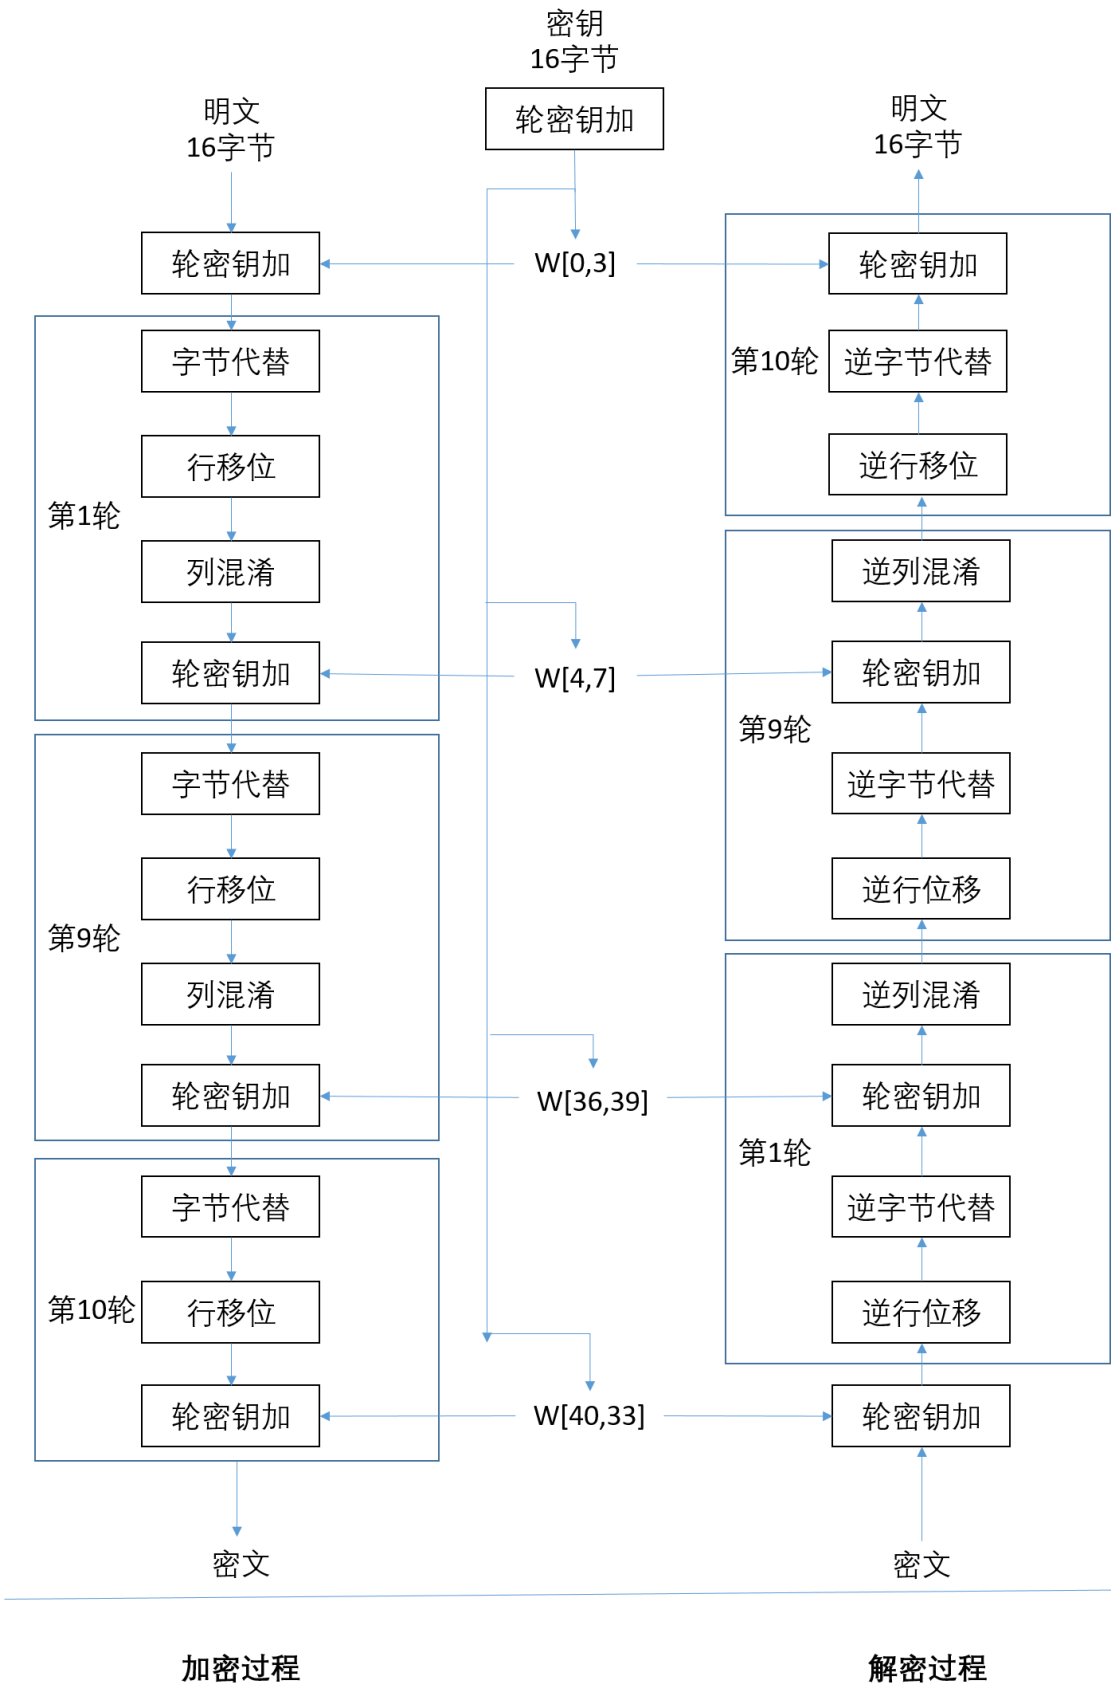 密钥
16字节
轮密钥加
明文
16字节
明文
16字节
轮密钥加
W[0,3]
轮密钥加
字节代替
第10轮
逆字节代替
行移位
逆行移位
第1轮
列混淆
逆列混淆
轮密钥加
W[4,7]
轮密钥加
第9轮
字节代替
逆字节代替
行移位
逆行位移
第9轮
列混淆
逆列混淆
轮密钥加
W[36,39]
轮密钥加
第1轮
字节代替
逆字节代替
第10轮
行移位
逆行位移
轮密钥加
W[40,33]
轮密钥加
密文
密文
加密过程
解密过程